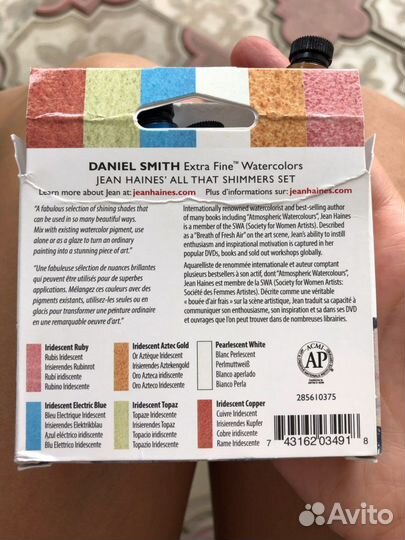 DANIEL SMITH Extra Fine™ Watercolors
JEAN HAINES' ALL THAT SHIMMERS SET
Learn more about Jean at: jeanhaines.com Plus d'informations sur: jeanhaines.com
"A fabulous selection of shining shades that
can be used in so many beautiful ways.
Mix with existing watercolor pigment, use
alone or as a glaze to turn an ordinary
painting into a stunning piece of art."
"Une fabuleuse sélection de nuances brillantes
qui peuvent être utilisées pour de superbes
applications. Mélangez ces couleurs avec des
pigments existants, utilisez-les seules ou en
glacis pour transformer une peinture ordinaire
en une remarquable oeuvre d'art."
Internationally renowned watercolorist and best-selling author
of many books including "Atmospheric Watercolours", Jean Haines
is a member of the SWA (Society for Women Artists). Described
as a "Breath of Fresh Air" on the art scene, Jean's ability to instill
enthusiasm and inspirational motivation is captured in her
popular DVDs, books and sold out workshops globally.
Aquarelliste de renommée internationale et auteur comptant
plusieurs bestsellers à son actif, dont "Atmospheric Watercolours",
Jean Haines est membre de la SWA (Society for Women Artists:
Société des Femmes Artistes). Décrite comme une véritable
« bouée d'air frais » sur la scène artistique, Jean traduit sa capacité à
communiquer son enthousiasme, son inspiration et sa motivation dans ses DVD
et ouvrages que l'on peut trouver dans de nombreuses librairies.
Iridescent Ruby
Rubis Irisdent
Irisierendes Rubinrot
Rubí iridiscente
Rubino Iridescente
Iridescent Aztec Gold
Or Aztèque Iridescent
Irisierendes Aztekengold
Oro Azteca iridiscente
Oro Azteco Iridescente
Pearlescent White
Blanc Perlescent
Perlmuttweiß
Blanco aperlado
Bianco Perla
ACMI
AP
285610375
Iridescent Electric Blue
Bleu Electrique Iridescent
Irisierendes Elektrikblau
Azul eléctrico iridiscente
Blu Elettrico Iridescente
Iridescent Topaz
Topaze Iridescent
Irisierendes Topaz
Topacio iridiscente
Topazio Iridescente
Iridescent Copper
Cuivre Iridescent
Irisierendes Kupfer
Cobre iridiscente
Rame Iridescente
7 43162 03491 8
Avito